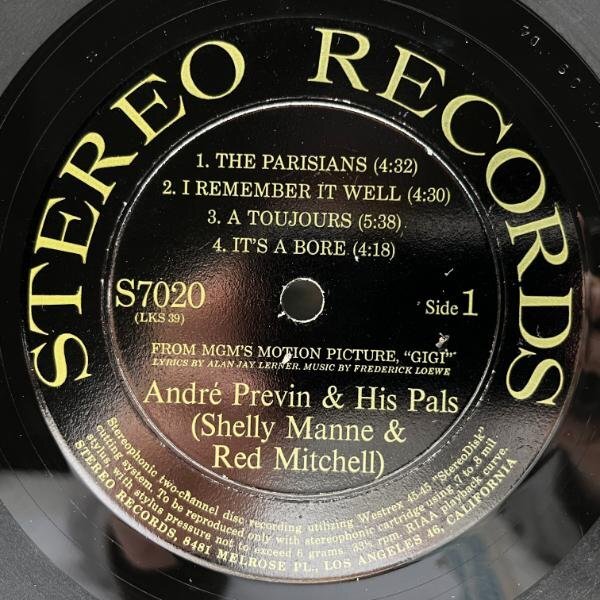 STEREO RECORDS
1. THE PARISIANS (4:32)
2. I REMEMBER IT WELL (4:30)
3. A TOUJOURS (5:38)
4. IT'S A BORE (4:18)
S7020
(LKS 39)
Side 1
FROM MGM'S MOTION PICTURE, "GIGI"
LYRICS BY ALAN JAY LERNER. MUSIC BY FREDERICK LOEWE
André Previn & His Pals
(Shelly Manne &
Red Mitchell)
Stereophonic two-channel disc recording utilizing Westrex 45-45 "StereoDisk"
cutting system. To be reproduced only with stereophonic cartridge using .7 to 8 mil
stylus, with stylus pressure not to exceed 6 grams. 33⅓ rpm. RIAA playback curve.
STEREO RECORDS, 8481 MELROSE PL., LOS ANGELES 46, CALIFORNIA